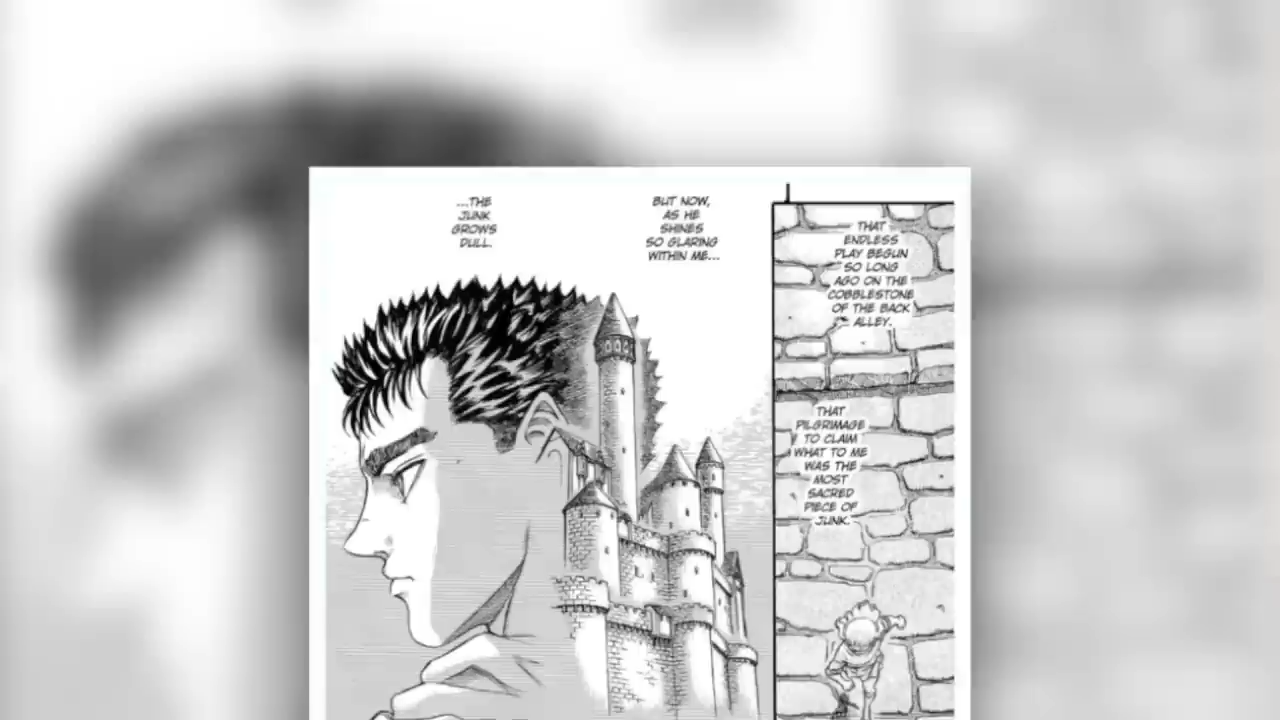 THAT
ENDLESS
PLAY BEGUN
SO LONG
AGO ON THE
COBBLESTONE
OF THE BACK
ALLEY.
THAT
PILGRIMAGE
TO CLAIM
WHAT TO ME
WAS THE
MOST
SACRED
PIECE OF
JUNK.
BUT NOW,
AS HE
SHINES
SO GLARING
WITHIN ME...
...THE
JUNK
GROWS
DULL.